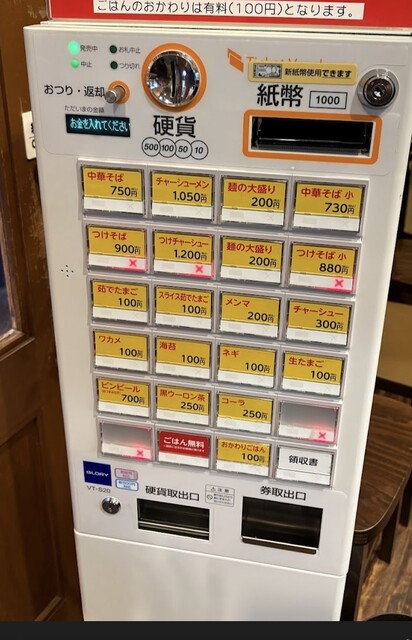 ごはんのおかわりは有料(100円)となります。
発売中
お札中止
中止
つり切れ
おつり・返却
ただいまの金額
お金を入れてください
硬貨
500 100 50 10
新紙幣使用できます
紙幣
1000
中華そば
750円
チャーシューメン
1,050円
麺の大盛り
200円
中華そば 小
730円
つけそば
900円
つけチャーシュー
1,200円
麺の大盛り
200円
つけそば 小
880円
茹でたまご
100円
スライス茹でたまご
100円
メンマ
200円
チャーシュー
300円
ワカメ
100円
海苔
100円
ネギ
100円
生たまご
100円
ビンビール
700円
黒ウーロン茶
250円
コーラ
250円
ごはん無料
おかわりごはん
100円
領収書
GLORY
VT-S20
硬貨取出口
券取出口